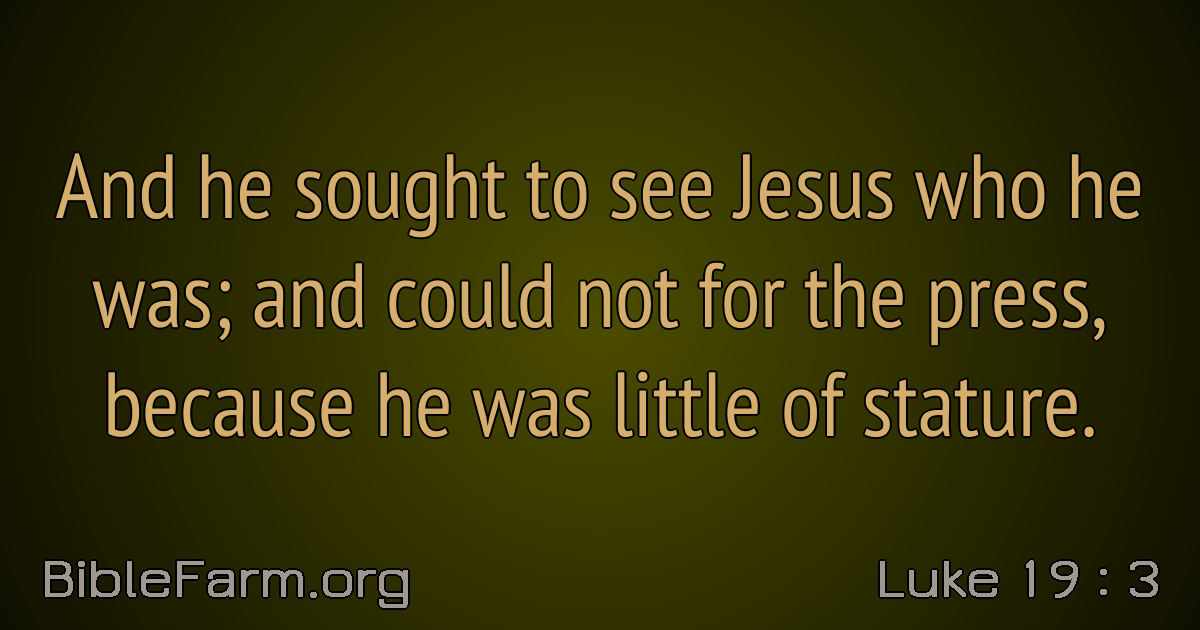 And he sought to see Jesus who he
was; and could not for the press,
because he was little of stature.
BibleFarm.org
Luke 19 : 3